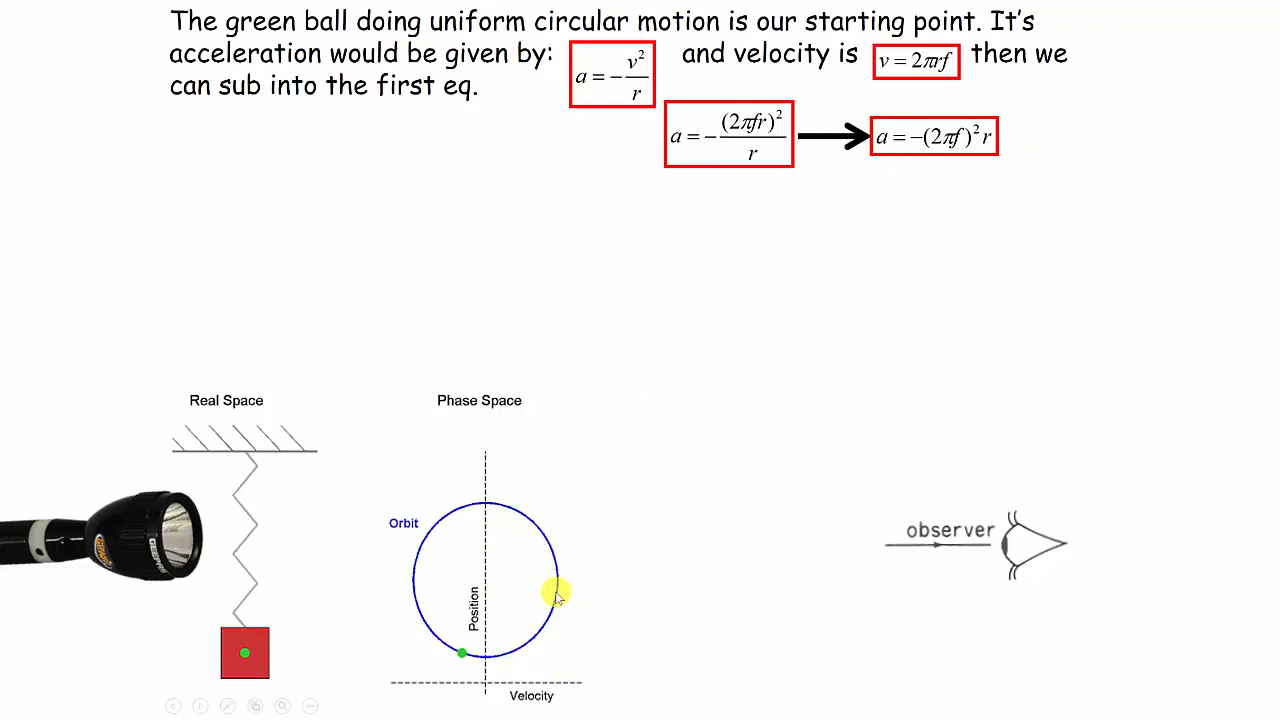 The green ball doing uniform circular motion is our starting point. It's
acceleration would be given by: a = -v²/r and velocity is v = 2πrf then we
can sub into the first eq.
a = -(2πfr)²/r a = -(2πf)²r
Real Space Phase Space
Orbit
observer
Position
Velocity